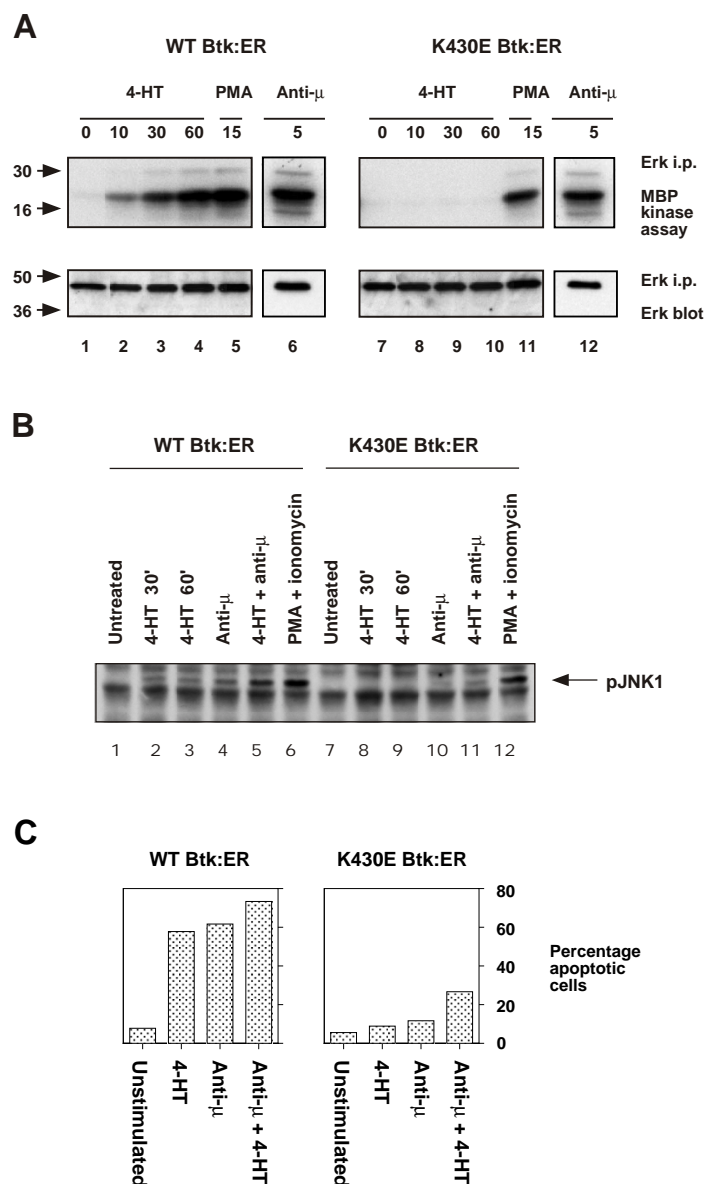 A
WT Btk:ER K430E Btk:ER
4-HT PMA Anti-μ 4-HT PMA Anti-μ
0 10 30 60 15 5 0 10 30 60 15 5
30 Erk i.p.
16 MBP
kinase
assay
50 Erk i.p.
36 Erk blot
1 2 3 4 5 6 7 8 9 10 11 12
B
WT Btk:ER K430E Btk:ER
Untreated
4-HT 30'
4-HT 60'
Anti-μ
4-HT + anti-μ
PMA + ionomycin
Untreated
4-HT 30'
4-HT 60'
Anti-μ
4-HT + anti-μ
PMA + ionomycin
pJNK1
1 2 3 4 5 6 7 8 9 10 11 12
C
WT Btk:ER K430E Btk:ER
80
60
40
20
0
Percentage
apoptotic
cells
Unstimulated
4-HT
Anti-μ
Anti-μ + 4-HT
Unstimulated
4-HT
Anti-μ
Anti-μ + 4-HT